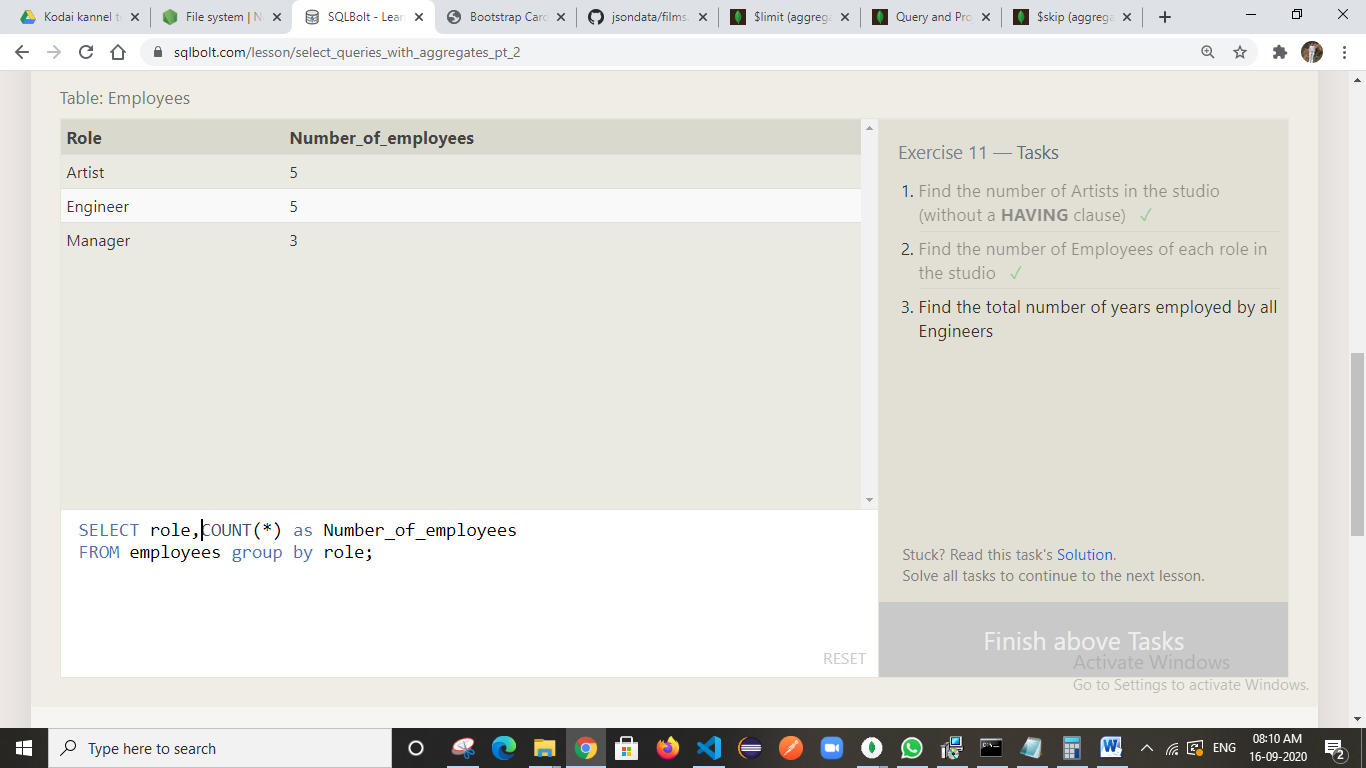 Kodai kannel t
File system | N
SQLBolt - Lear
Bootstrap Card
jsondata/films.
$limit (aggrega
Query and Pro
$skip (aggrega
sqlbolt.com/lesson/select_queries_with_aggregates_pt_2
Table: Employees
Role Number_of_employees
Artist 5
Engineer 5
Manager 3
SELECT role,COUNT(*) as Number_of_employees
FROM employees group by role;
RESET
Exercise 11 — Tasks
1. Find the number of Artists in the studio
(without a HAVING clause) ✓
2. Find the number of Employees of each role in
the studio ✓
3. Find the total number of years employed by all
Engineers
Stuck? Read this task's Solution.
Solve all tasks to continue to the next lesson.
Finish above Tasks
Activate Windows
Go to Settings to activate Windows.
Type here to search
ENG
08:10 AM
16-09-2020
2